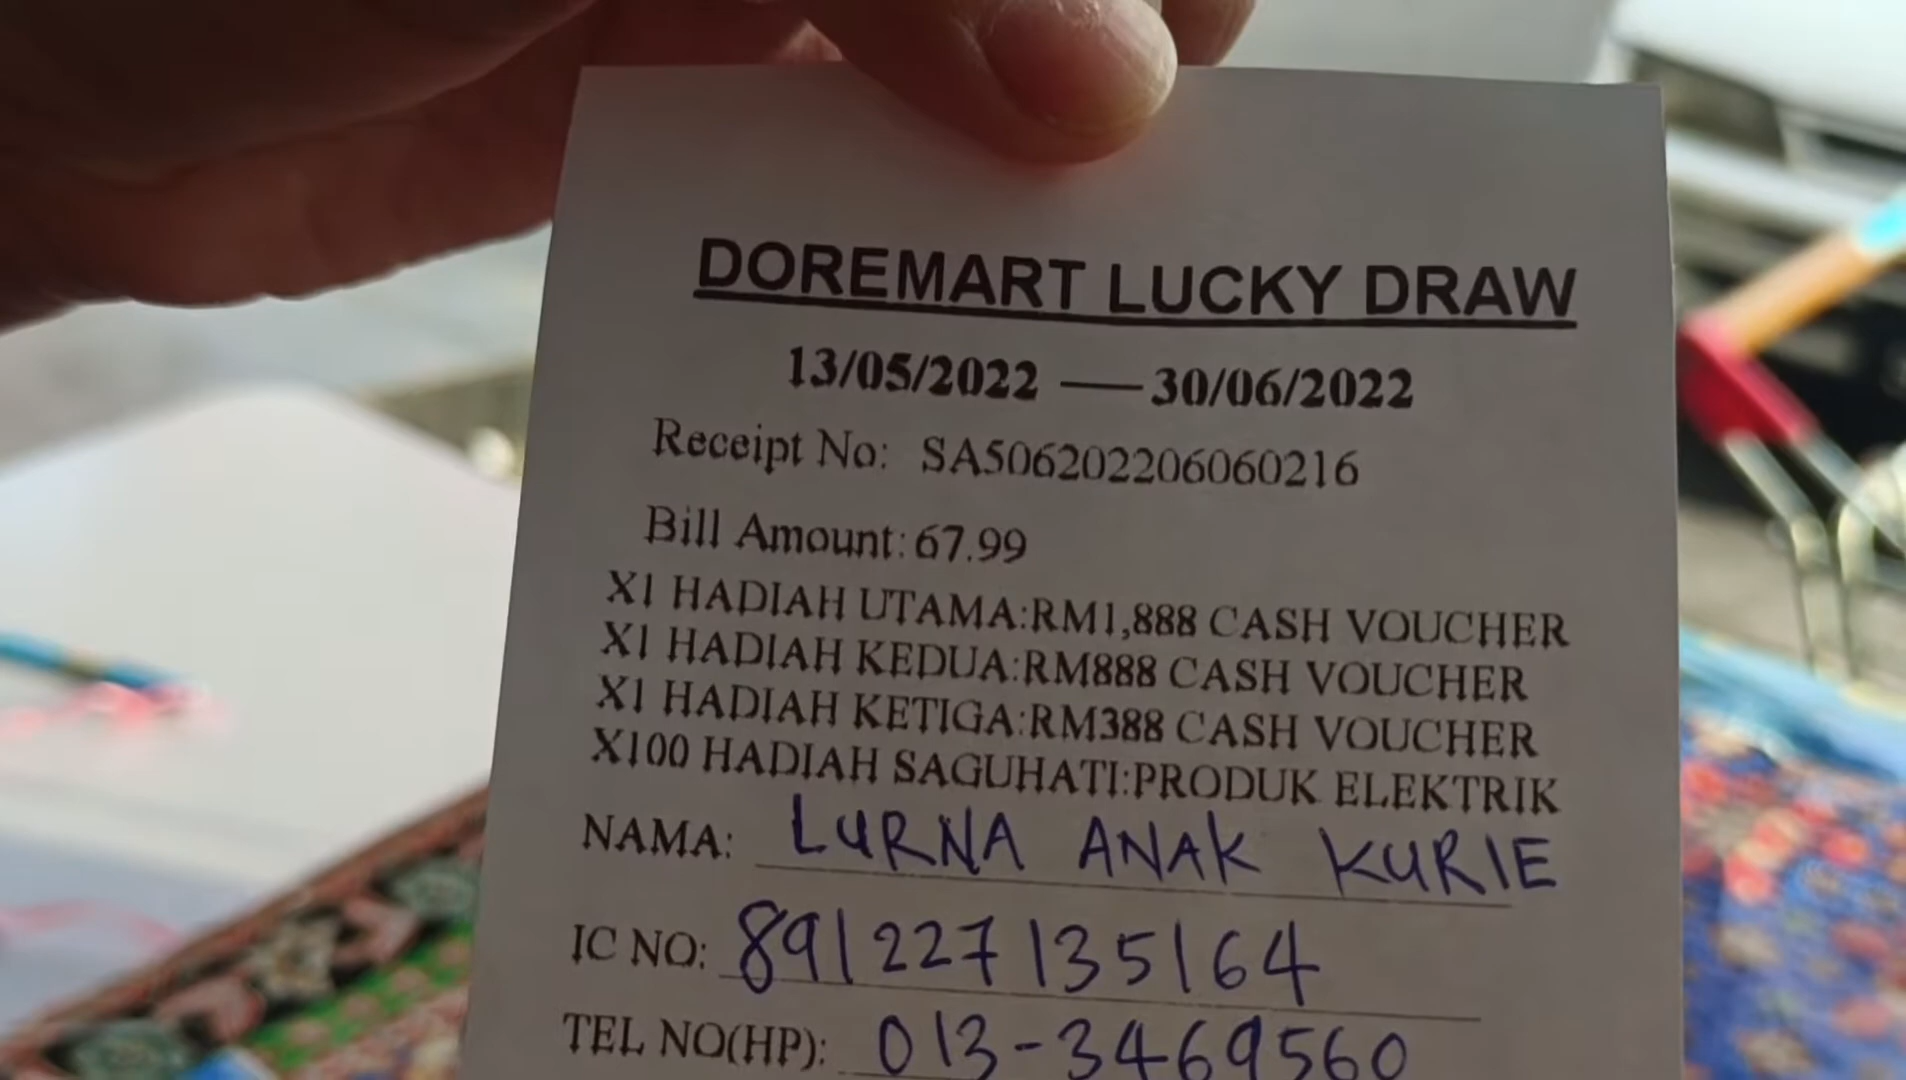 DOREMART LUCKY DRAW
13/05/2022 — 30/06/2022
Receipt No: SA506202206060216
Bill Amount: 67.99
X1 HADIAH UTAMA:RM1,888 CASH VOUCHER
X1 HADIAH KEDUA:RM888 CASH VOUCHER
X1 HADIAH KETIGA:RM388 CASH VOUCHER
X100 HADIAH SAGUHATI:PRODUK ELEKTRIK
NAMA: LURNA ANAK KURIE
IC NO: 891227135164
TEL NO(HP): 013-3469560